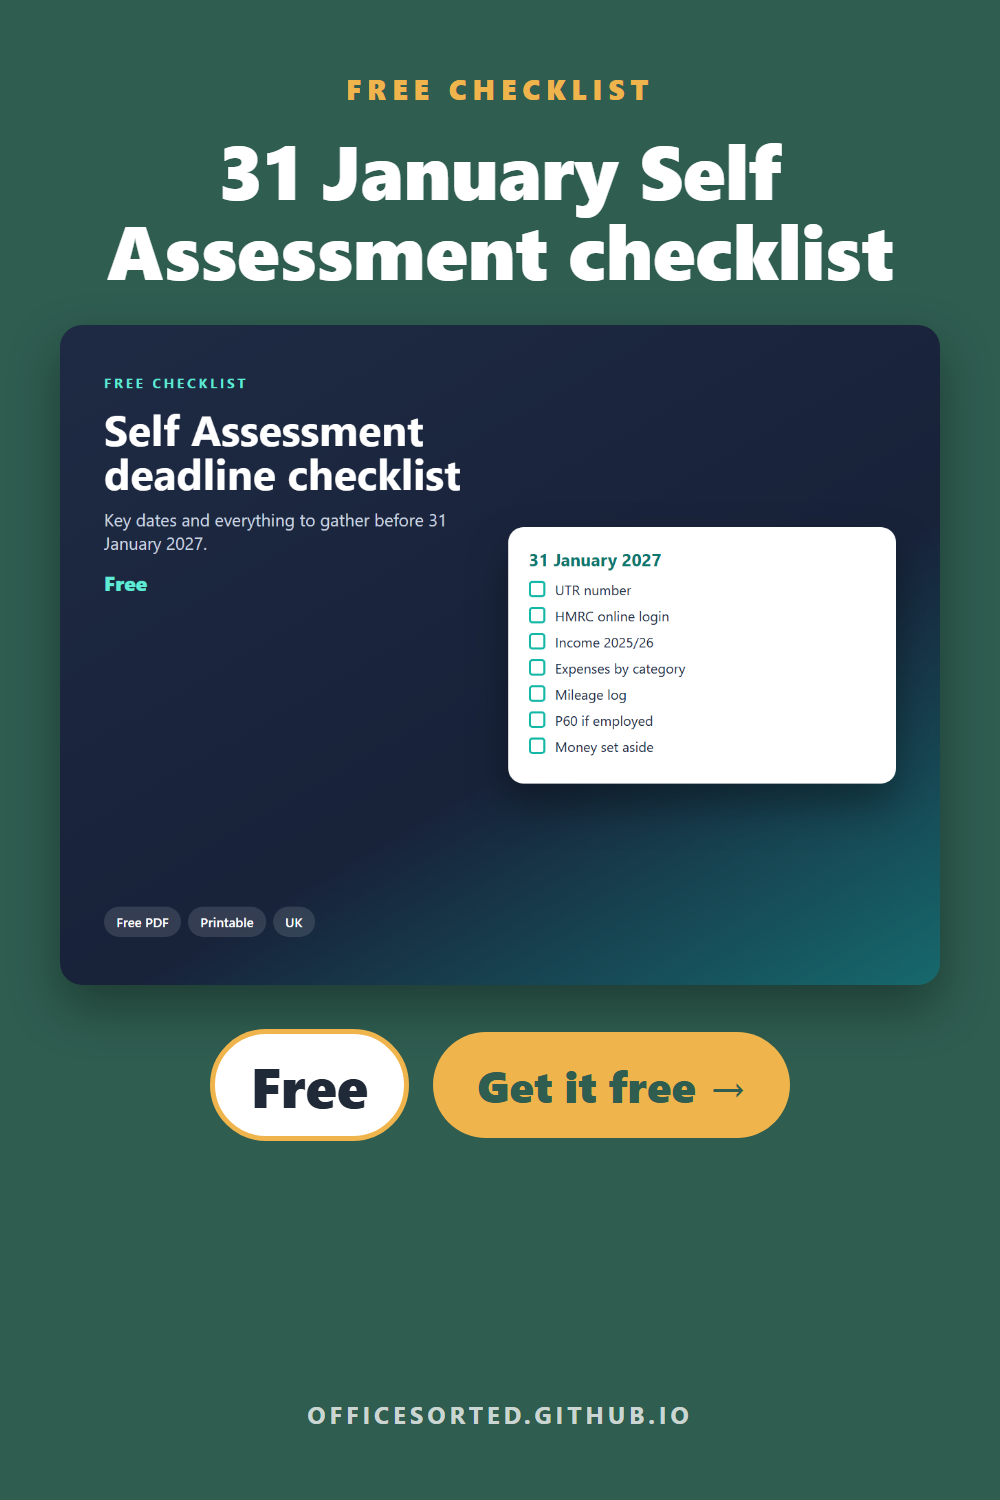 FREE CHECKLIST
31 January Self
Assessment checklist
FREE CHECKLIST
Self Assessment
deadline checklist
Key dates and everything to gather before 31
January 2027.
Free
31 January 2027
UTR number
HMRC online login
Income 2025/26
Expenses by category
Mileage log
P60 if employed
Money set aside
Free PDF
Printable
UK
Free
Get it free →
OFFICESORTED.GITHUB.IO